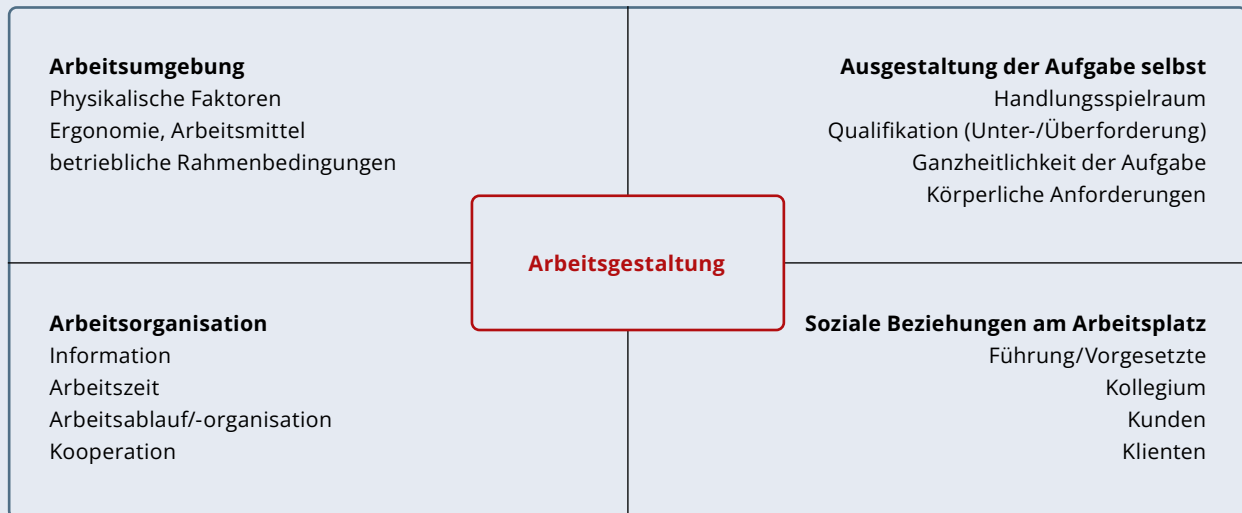 Arbeitsumgebung
Physikalische Faktoren
Ergonomie, Arbeitsmittel
betriebliche Rahmenbedingungen
Ausgestaltung der Aufgabe selbst
Handlungsspielraum
Qualifikation (Unter-/Überforderung)
Ganzheitlichkeit der Aufgabe
Körperliche Anforderungen
Arbeitsgestaltung
Arbeitsorganisation
Information
Arbeitszeit
Arbeitsablauf/-organisation
Kooperation
Soziale Beziehungen am Arbeitsplatz
Führung/Vorgesetzte
Kollegium
Kunden
Klienten